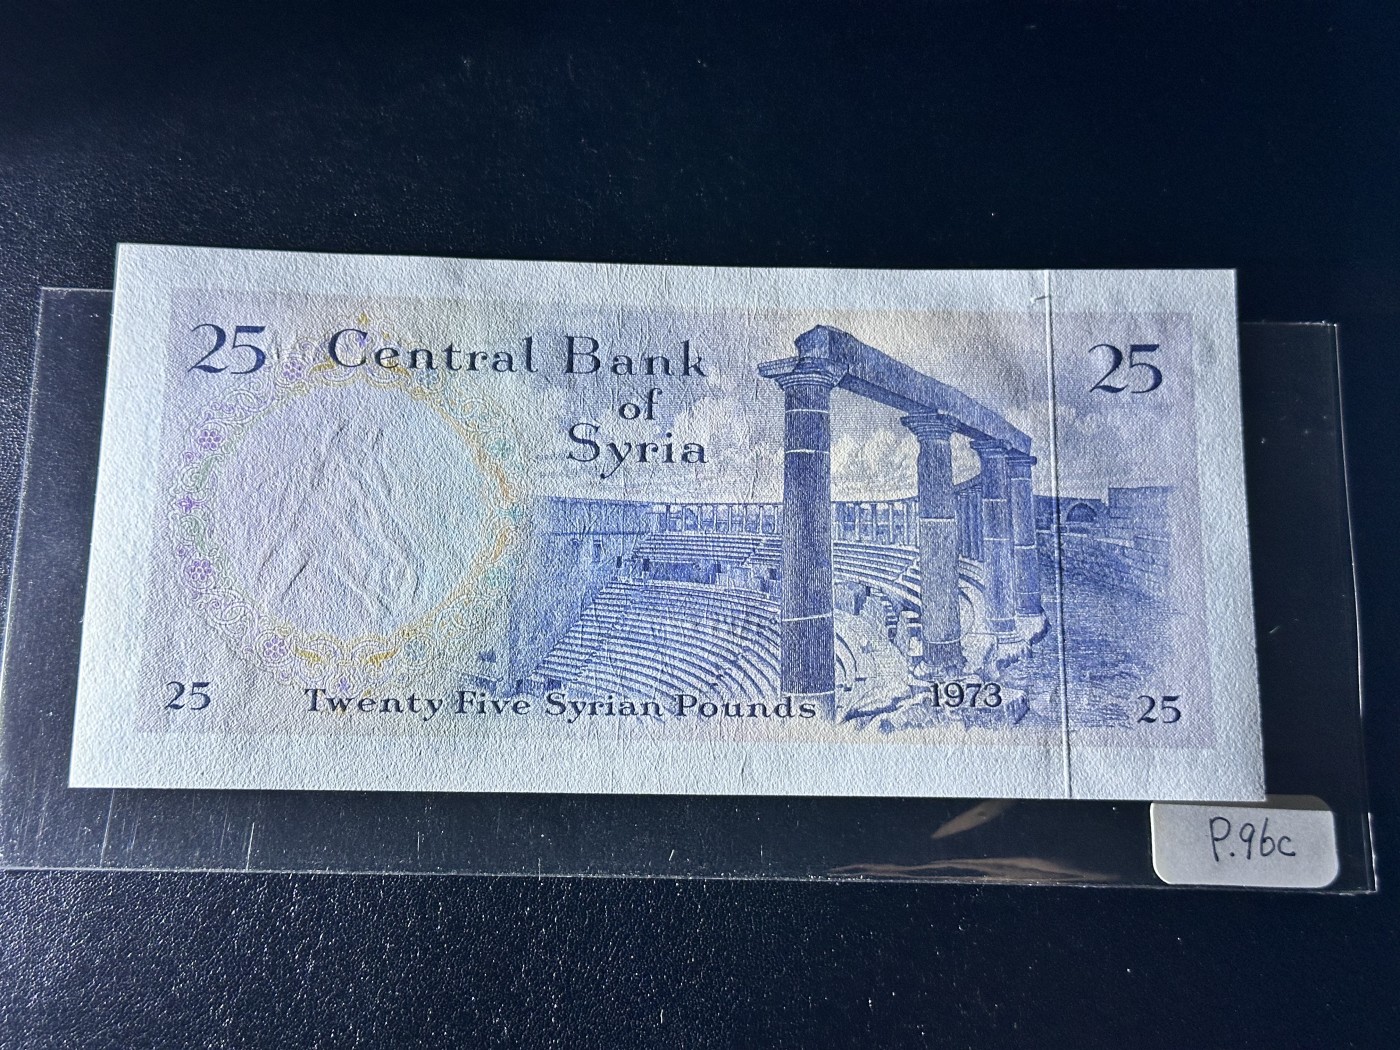 25 Central Bank 25
of
Syria
25 Twenty Five Syrian Pounds 1973 25
P.96c